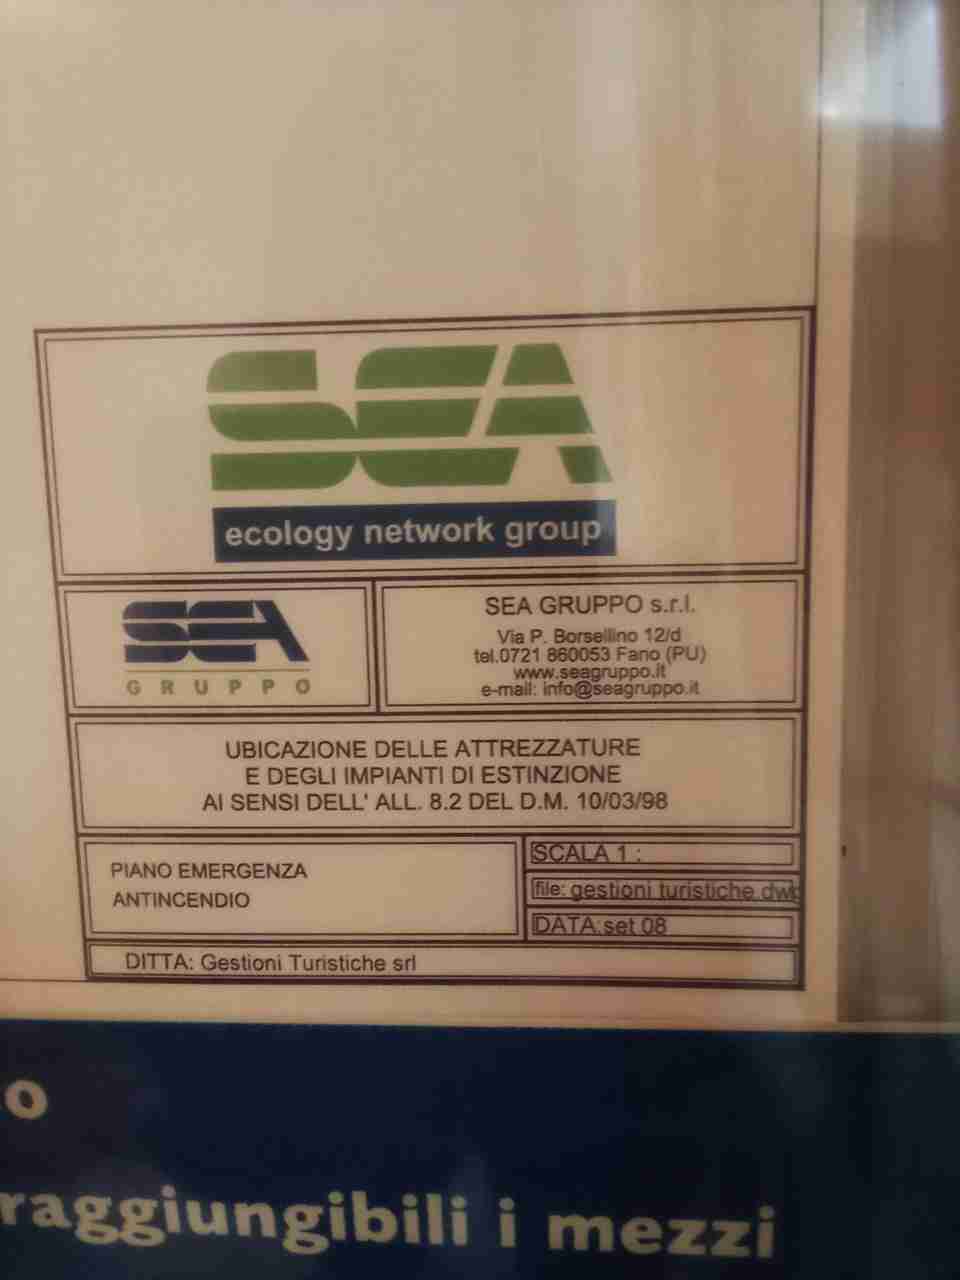 SEA
ecology network group
SEA
GRUPPO
SEA GRUPPO s.r.l.
Via P. Borsellino 12/d
tel.0721 860053 Fano (PU)
www.seagruppo.it
e-mail: info@seagruppo.it
UBICAZIONE DELLE ATTREZZATURE
E DEGLI IMPIANTI DI ESTINZIONE
AI SENSI DELL' ALL. 8.2 DEL D.M. 10/03/98
PIANO EMERGENZA
ANTINCENDIO
SCALA 1 :
file: gestioni turistiche.dwg
DATA:set 08
DITTA: Gestioni Turistiche srl
o
raggiungibili i mezzi